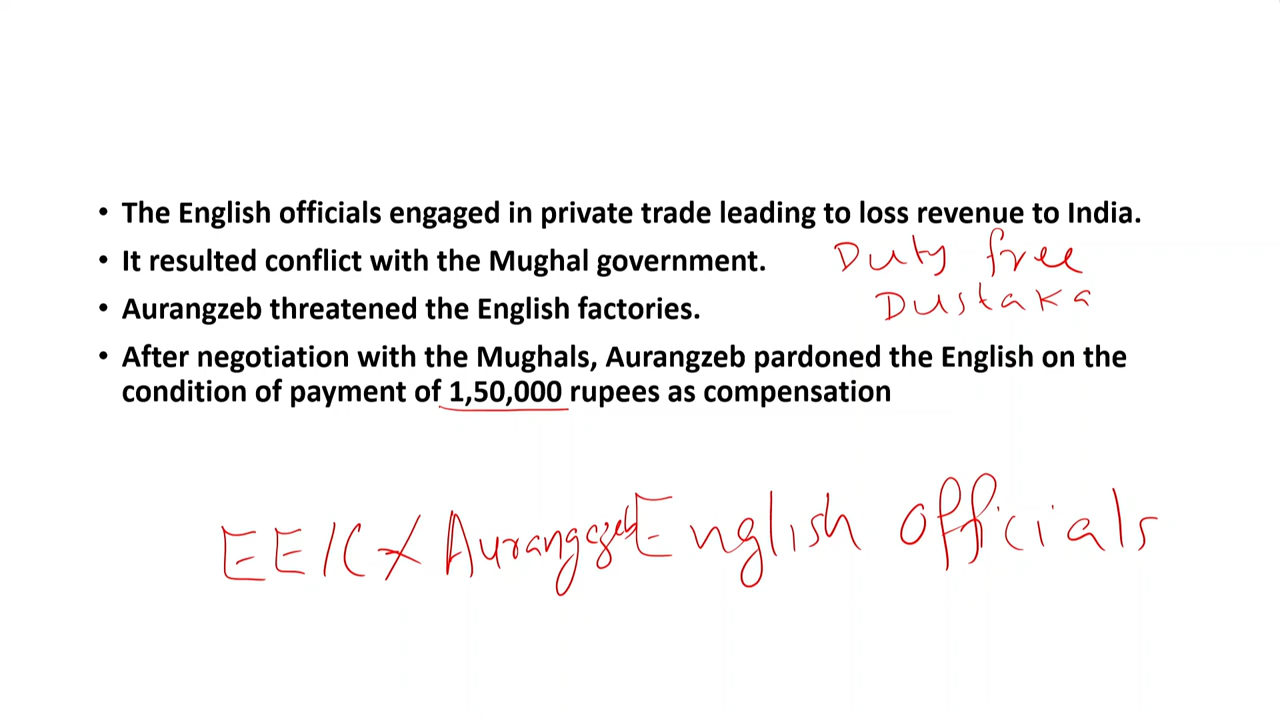 • The English officials engaged in private trade leading to loss revenue to India.
• It resulted conflict with the Mughal government.
Duty free
• Aurangzeb threatened the English factories.
Dustaka
• After negotiation with the Mughals, Aurangzeb pardoned the English on the
condition of payment of 1,50,000 rupees as compensation
EEIC X Aurangzeb English officials